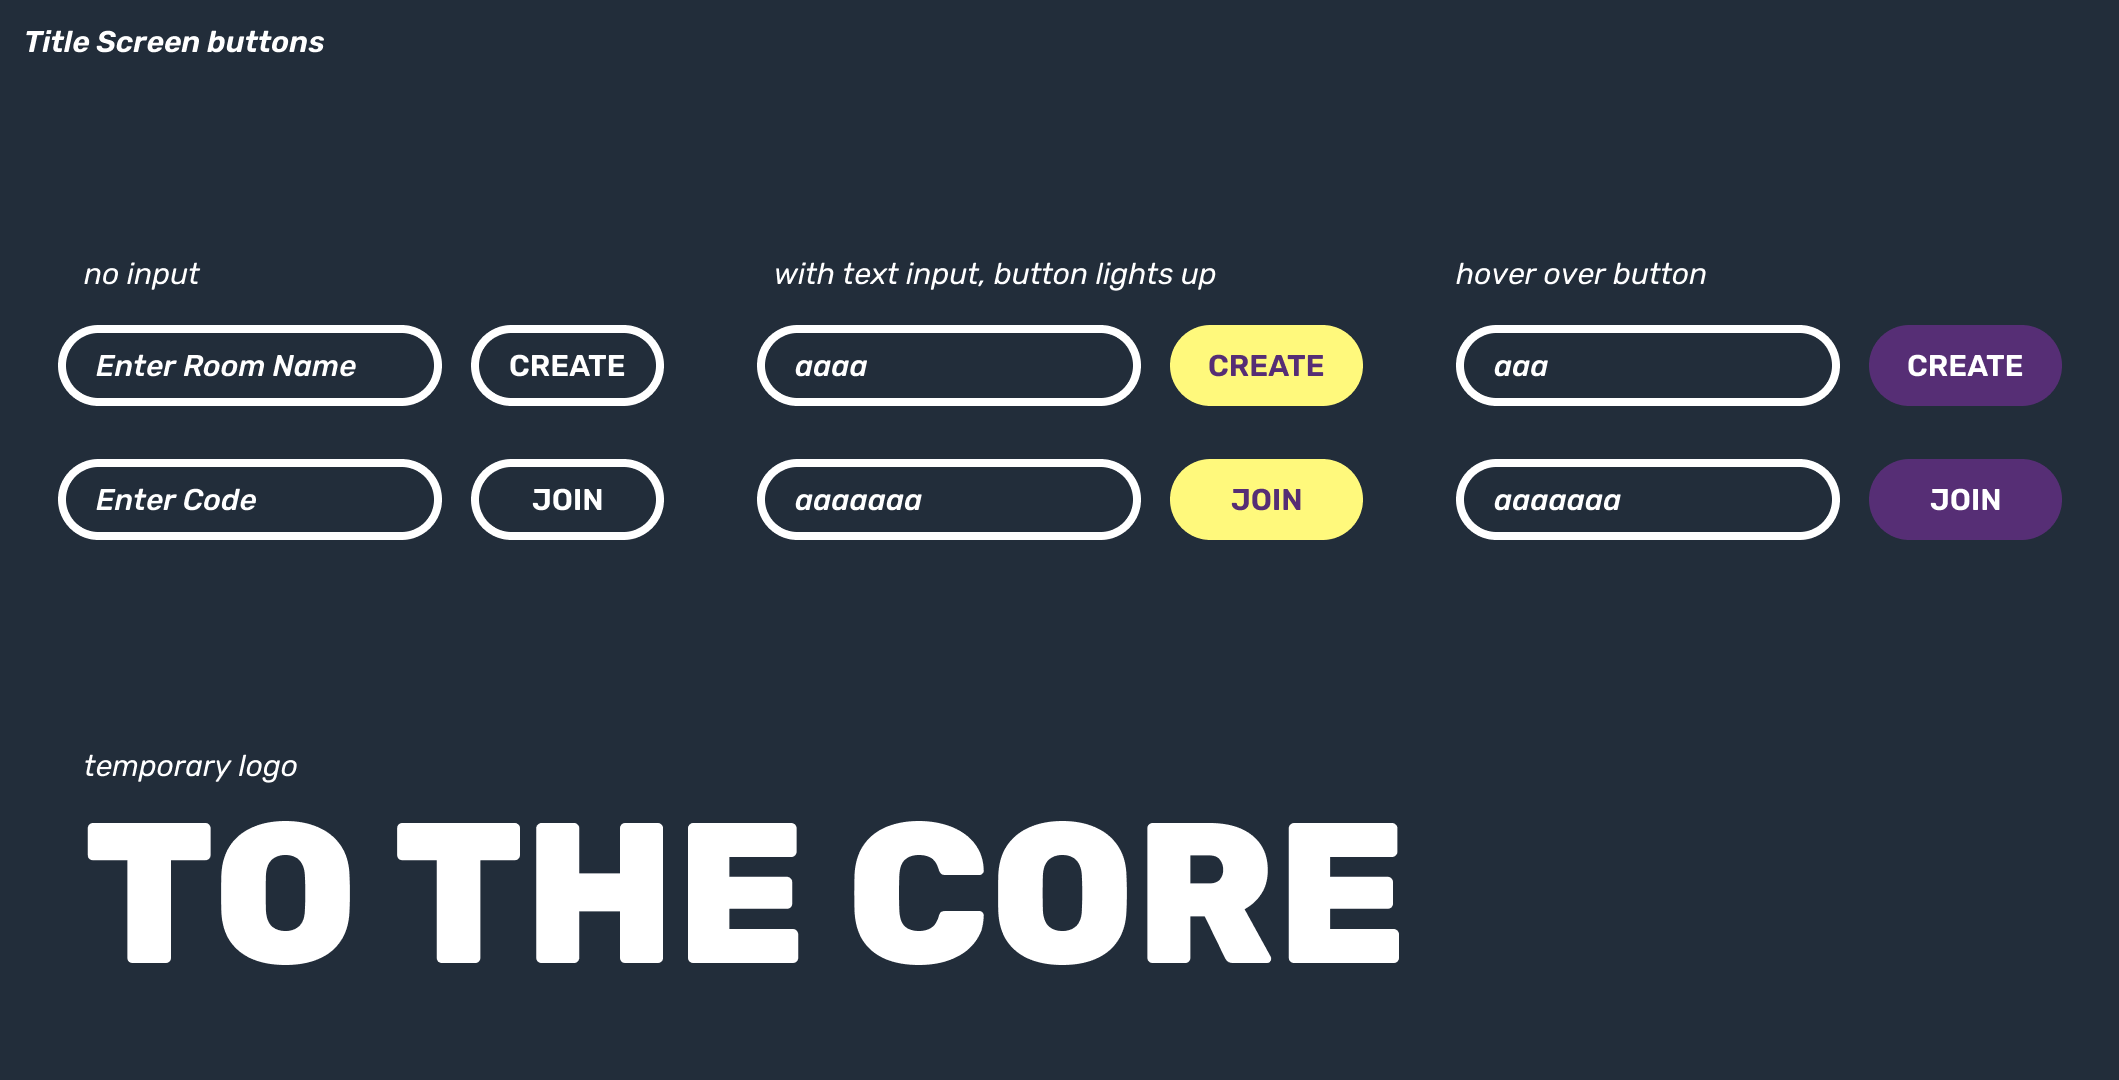 Title Screen buttons
no input
with text input, button lights up
hover over button
Enter Room Name
CREATE
aaaa
CREATE
aaa
CREATE
Enter Code
JOIN
aaaaaaa
JOIN
aaaaaaa
JOIN
temporary logo
TO THE CORE